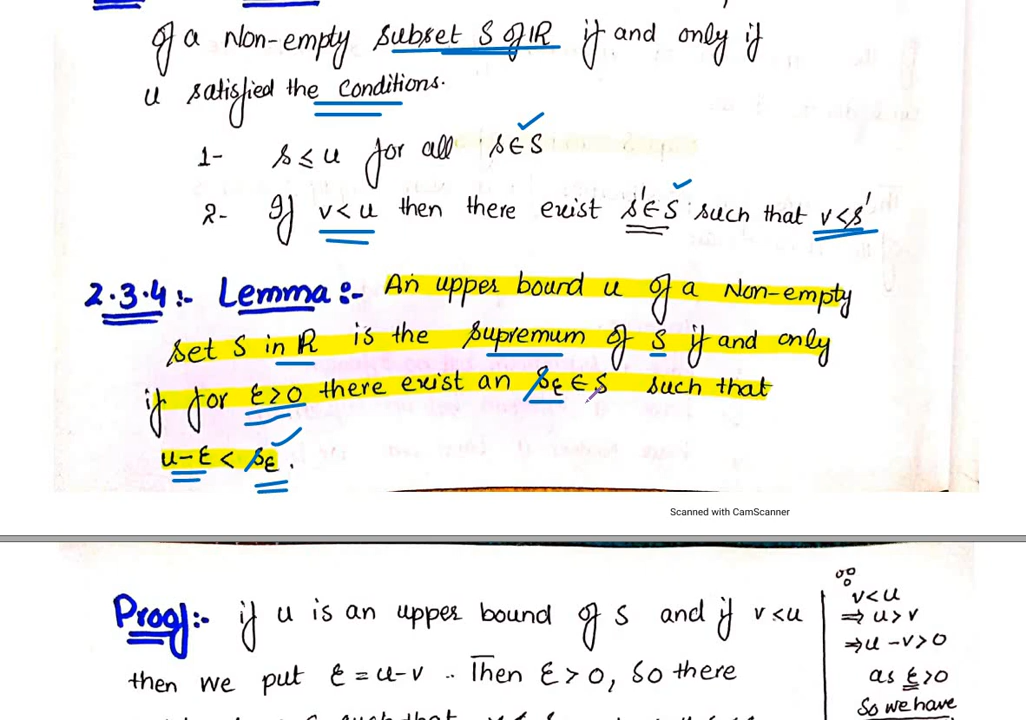 of a Non-empty subset S of IR if and only if
u satisfied the conditions.
1- s ≤ u for all s ∈ S
2- If v < u then there exist s' ∈ S such that v < s'
2.3.4:- Lemma:- An upper bound u of a Non-empty
set S in R is the supremum of S if and only
if for ε>0 there exist an sε ∈ S such that
u-ε < sε.
Scanned with CamScanner
Proof:- if u is an upper bound of S and if v<u
then we put ε = u-v .. Then ε > 0, so there
∵
v<u
⇒ u>v
⇒ u-v>0
as ε>0
So we have